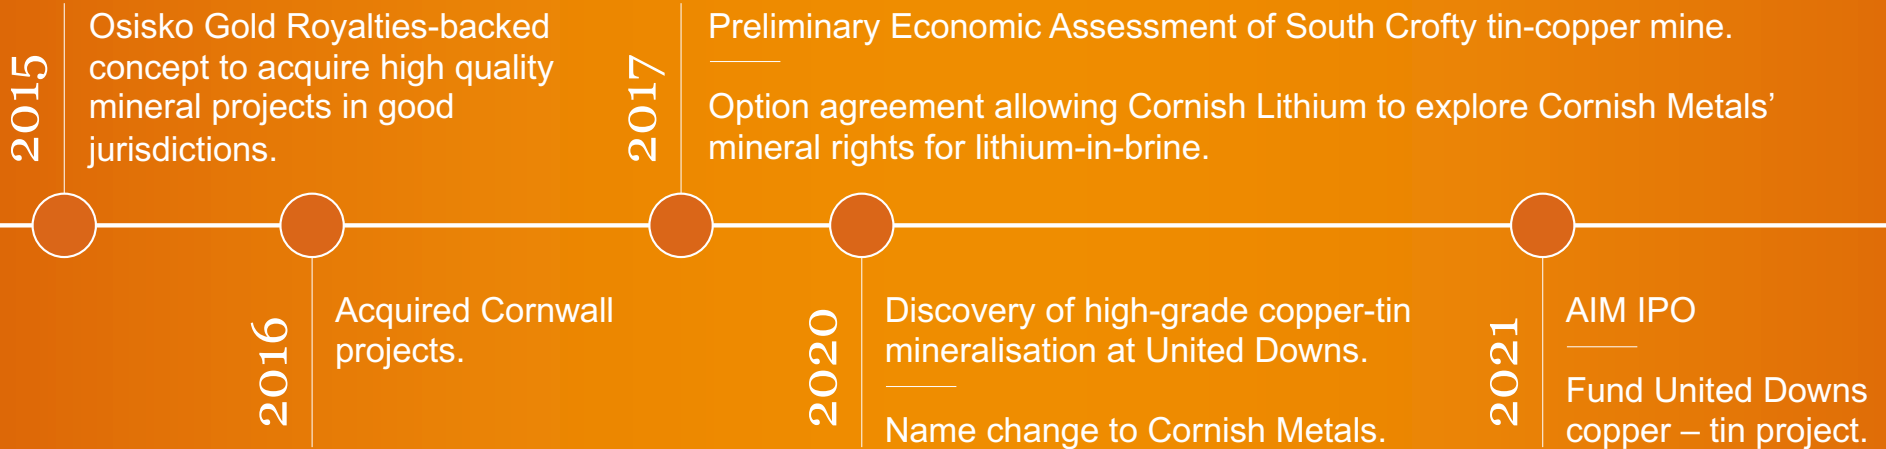 2015
Osisko Gold Royalties-backed
concept to acquire high quality
mineral projects in good
jurisdictions.
2016
Acquired Cornwall
projects.
2017
Preliminary Economic Assessment of South Crofty tin-copper mine.
Option agreement allowing Cornish Lithium to explore Cornish Metals’
mineral rights for lithium-in-brine.
2020
Discovery of high-grade copper-tin
mineralisation at United Downs.
Name change to Cornish Metals.
2021
AIM IPO
Fund United Downs
copper – tin project.